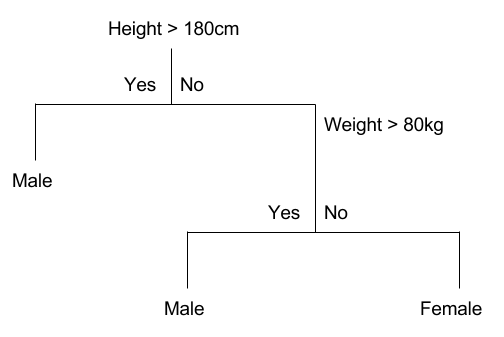 Height > 180cm
Yes No
Weight > 80kg
Male
Yes No
Male Female